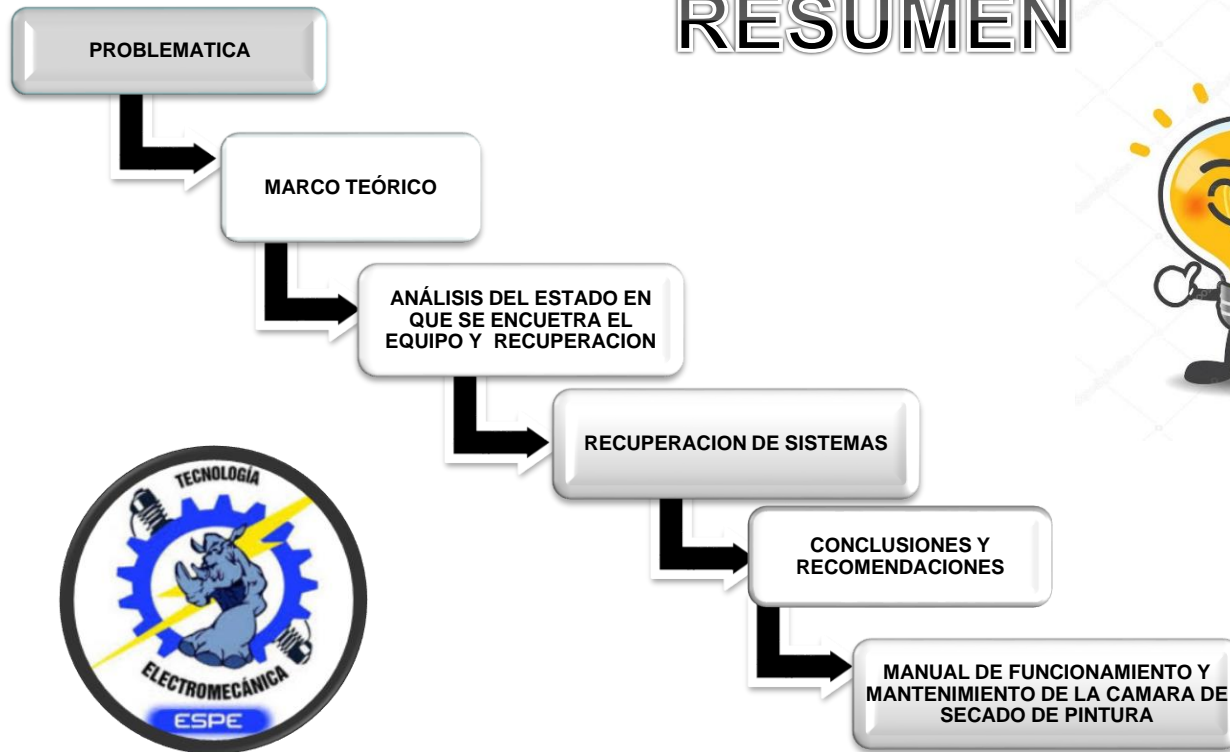 RESUMEN
PROBLEMATICA
MARCO TEÓRICO
ANÁLISIS DEL ESTADO EN
QUE SE ENCUETRA EL
EQUIPO Y RECUPERACION
RECUPERACION DE SISTEMAS
CONCLUSIONES Y
RECOMENDACIONES
MANUAL DE FUNCIONAMIENTO Y
MANTENIMIENTO DE LA CAMARA DE
SECADO DE PINTURA
TECNOLOGÍA
ELECTROMECÁNICA
ESPE